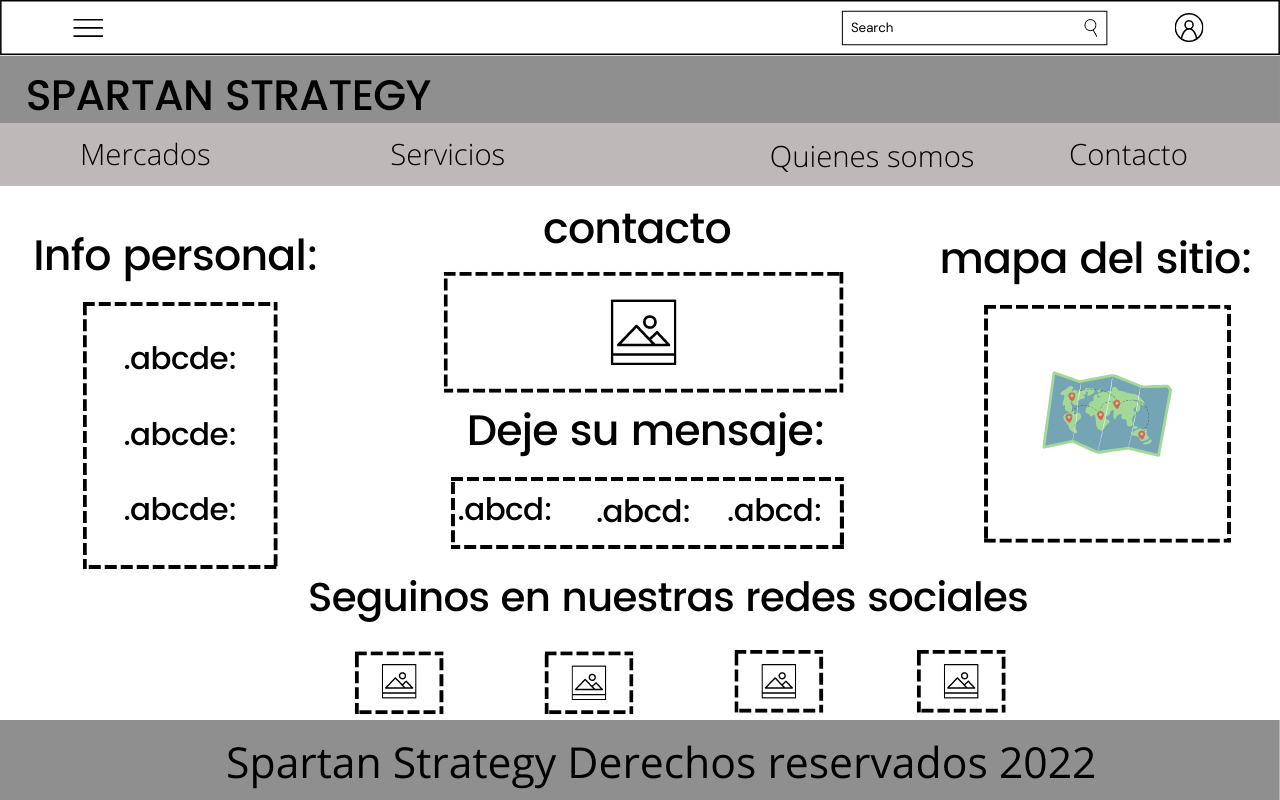 Search
SPARTAN STRATEGY
Mercados
Servicios
Quienes somos
Contacto
Info personal:
.abcde:
.abcde:
.abcde:
contacto
Deje su mensaje:
.abcd:
.abcd:
.abcd:
mapa del sitio:
Seguinos en nuestras redes sociales
Spartan Strategy Derechos reservados 2022